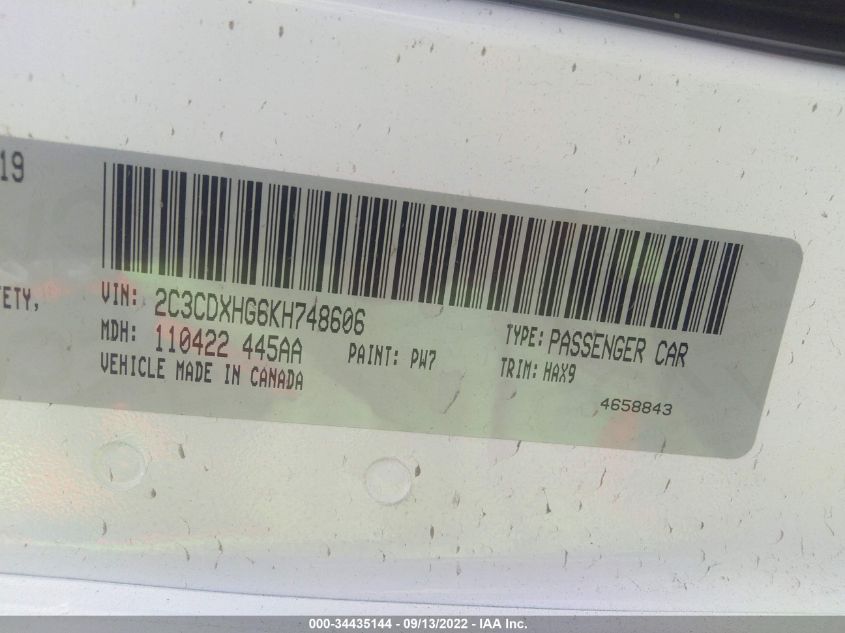 19
ETY,
VIN: 2C3CDXHG6KH748606
TYPE: PASSENGER CAR
MDH: 110422 445AA
PAINT: PW7
TRIM: HAX9
VEHICLE MADE IN CANADA
4658843
000-34435144 - 09/13/2022 - IAA Inc.